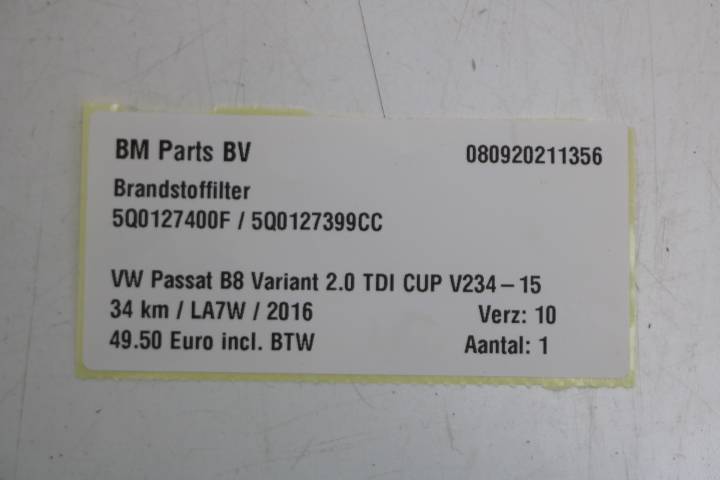 BM Parts BV 080920211356
Brandstoffilter
5Q0127400F / 5Q0127399CC
VW Passat B8 Variant 2.0 TDI CUP V234-15
34 km / LA7W / 2016 Verz: 10
49.50 Euro incl. BTW Aantal: 1